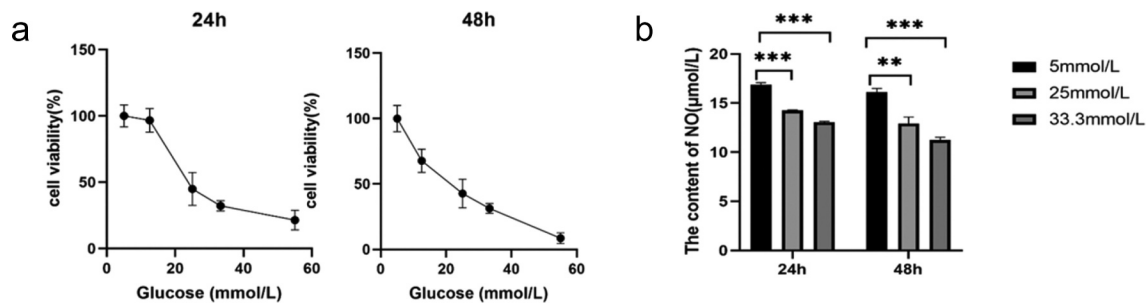 a
24h
cell viability(%)
150
100
50
0
0 20 40 60
Glucose (mmol/L)
48h
cell viability(%)
150
100
50
0
0 20 40 60
Glucose (mmol/L)
b
The content of NO(μmol/L)
20
15
10
5
0
***
***
***
**
24h 48h
5mmol/L
25mmol/L
33.3mmol/L